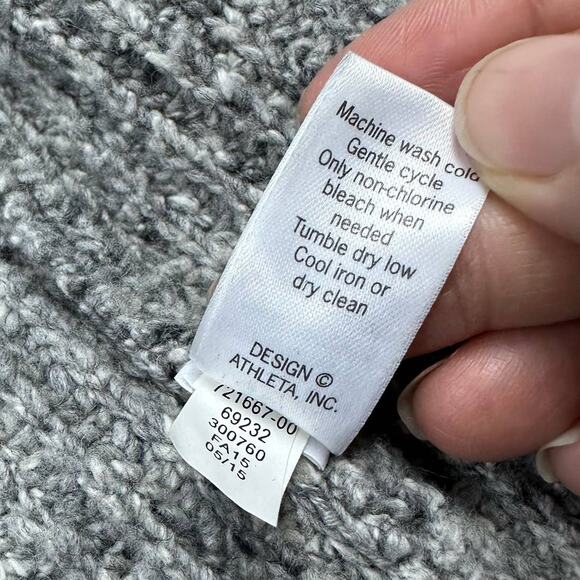 Machine wash cold
Gentle cycle
Only non-chlorine
bleach when
needed
Tumble dry low
Cool iron or
dry clean
DESIGN ©
ATHLETA, INC.
721667-00
69232
300760
FA15
05/15